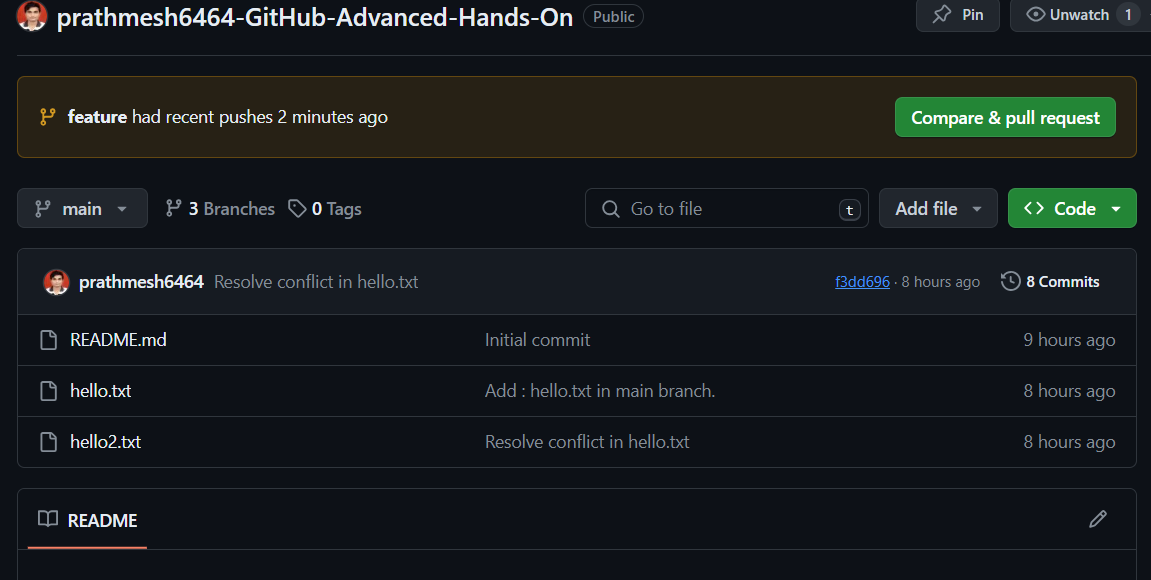 prathmesh6464-GitHub-Advanced-Hands-On Public Pin Unwatch 1
feature had recent pushes 2 minutes ago Compare & pull request
main 3 Branches 0 Tags Go to file t Add file Code
prathmesh6464 Resolve conflict in hello.txt f3dd696 · 8 hours ago 8 Commits
README.md Initial commit 9 hours ago
hello.txt Add : hello.txt in main branch. 8 hours ago
hello2.txt Resolve conflict in hello.txt 8 hours ago
README